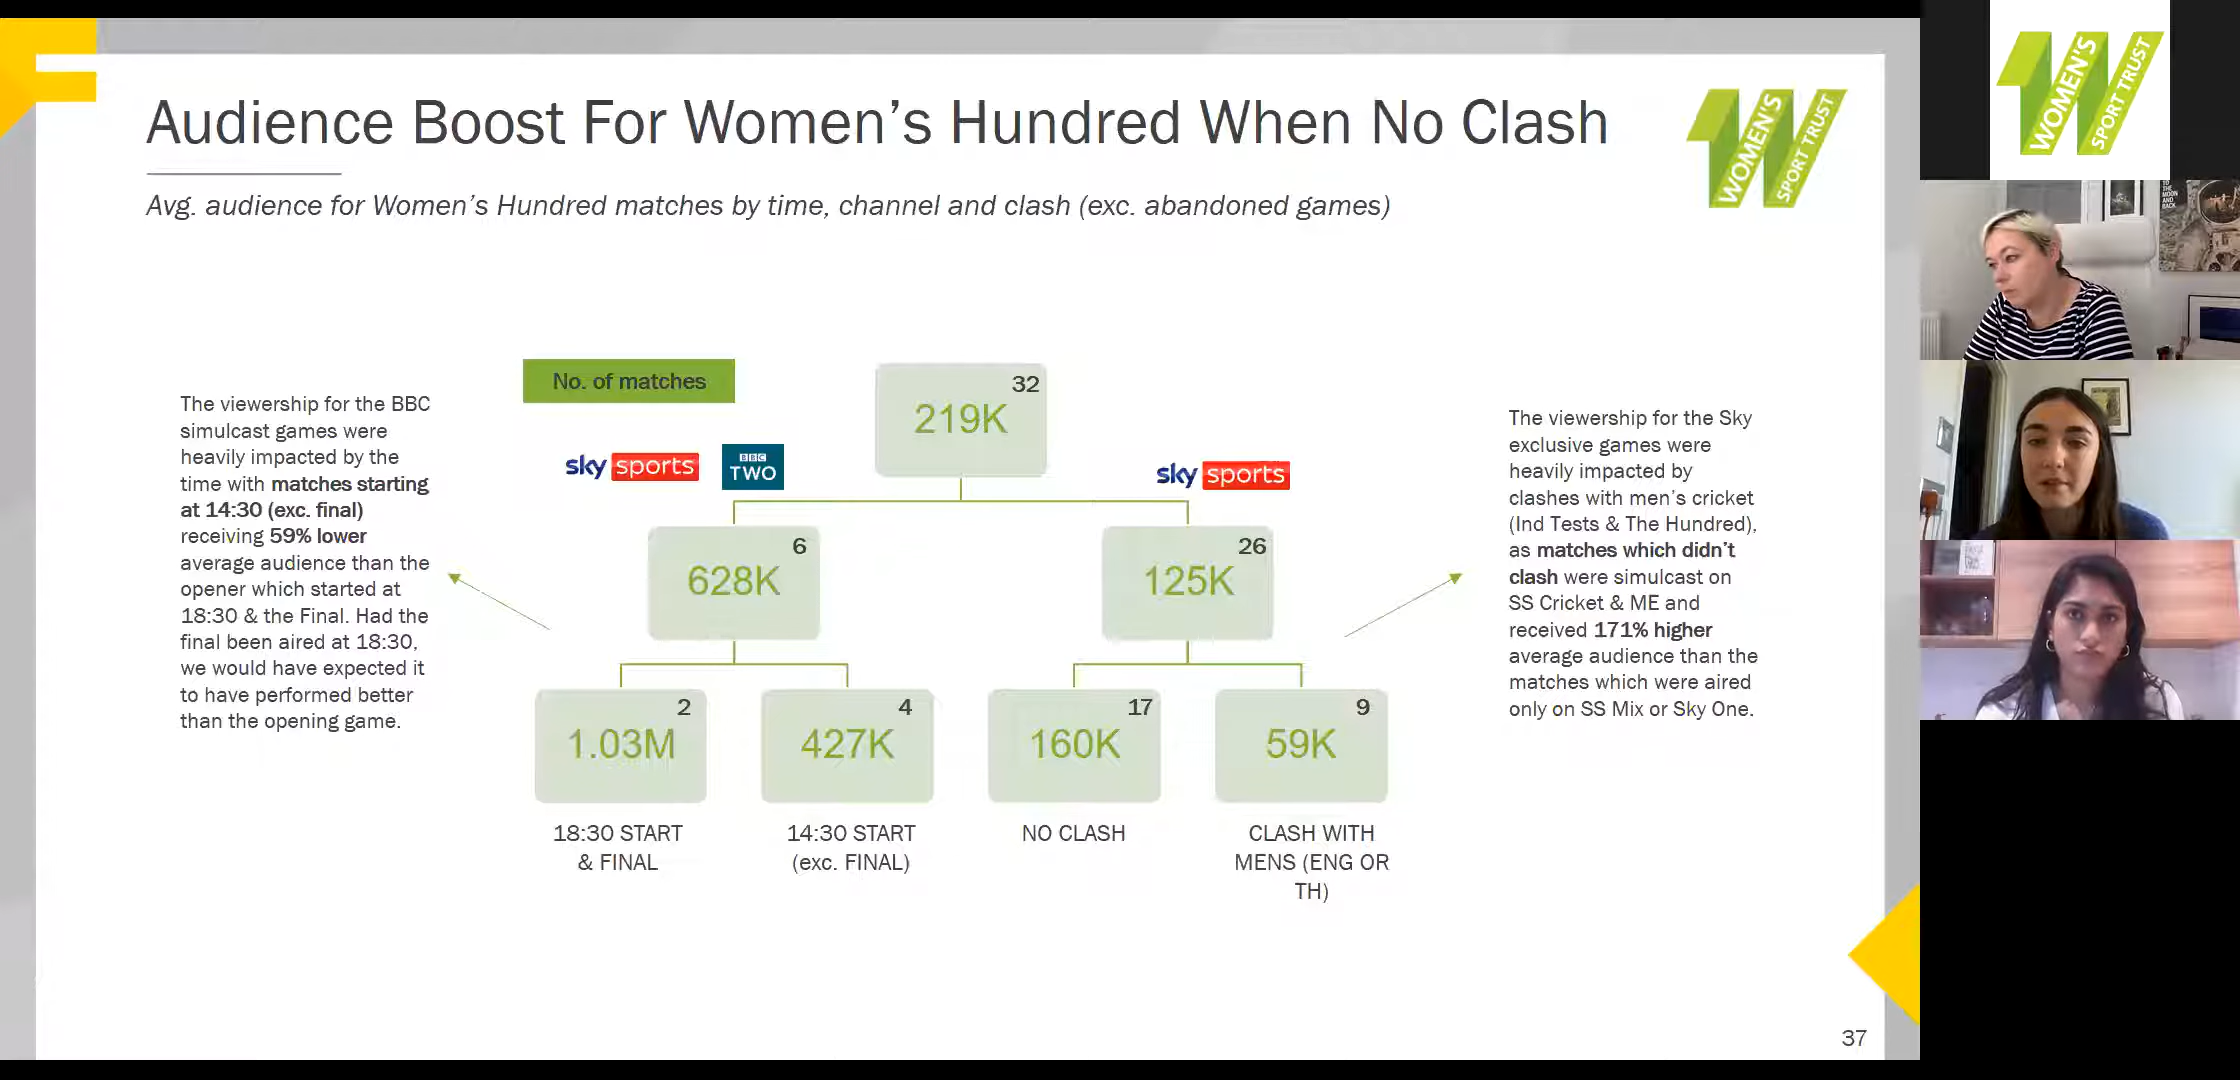 Audience Boost For Women's Hundred When No Clash
Avg. audience for Women's Hundred matches by time, channel and clash (exc. abandoned games)
WOMEN'S
SPORT TRUST
WOMEN'S
SPORT TRUST
TO
THE
MOON
AND
BACK
The viewership for the BBC
simulcast games were
heavily impacted by the
time with matches starting
at 14:30 (exc. final)
receiving 59% lower
average audience than the
opener which started at
18:30 & the Final. Had the
final been aired at 18:30,
we would have expected it
to have performed better
than the opening game.
No. of matches
sky sports
BBC
TWO
sky sports
32
219K
6
628K
26
125K
2
1.03M
4
427K
17
160K
9
59K
18:30 START
& FINAL
14:30 START
(exc. FINAL)
NO CLASH
CLASH WITH
MENS (ENG OR
TH)
The viewership for the Sky
exclusive games were
heavily impacted by
clashes with men's cricket
(Ind Tests & The Hundred),
as matches which didn't
clash were simulcast on
SS Cricket & ME and
received 171% higher
average audience than the
matches which were aired
only on SS Mix or Sky One.
37